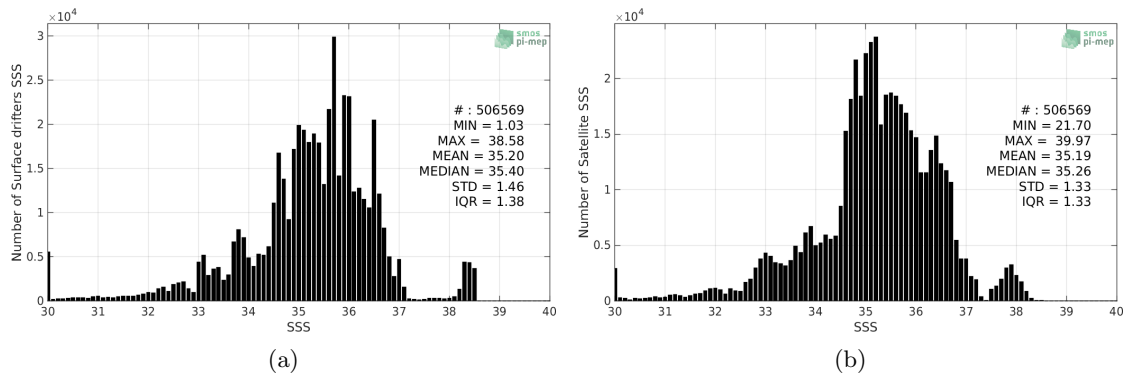 ×10⁴
3
2.5
2
1.5
1
0.5
0
Number of Surface drifters SSS
smos
pi-mep
# : 506569
MIN = 1.03
MAX = 38.58
MEAN = 35.20
MEDIAN = 35.40
STD = 1.46
IQR = 1.38
30 31 32 33 34 35 36 37 38 39 40
SSS
(a)
×10⁴
2
1.5
1
0.5
0
Number of Satellite SSS
smos
pi-mep
# : 506569
MIN = 21.70
MAX = 39.97
MEAN = 35.19
MEDIAN = 35.26
STD = 1.33
IQR = 1.33
30 31 32 33 34 35 36 37 38 39 40
SSS
(b)